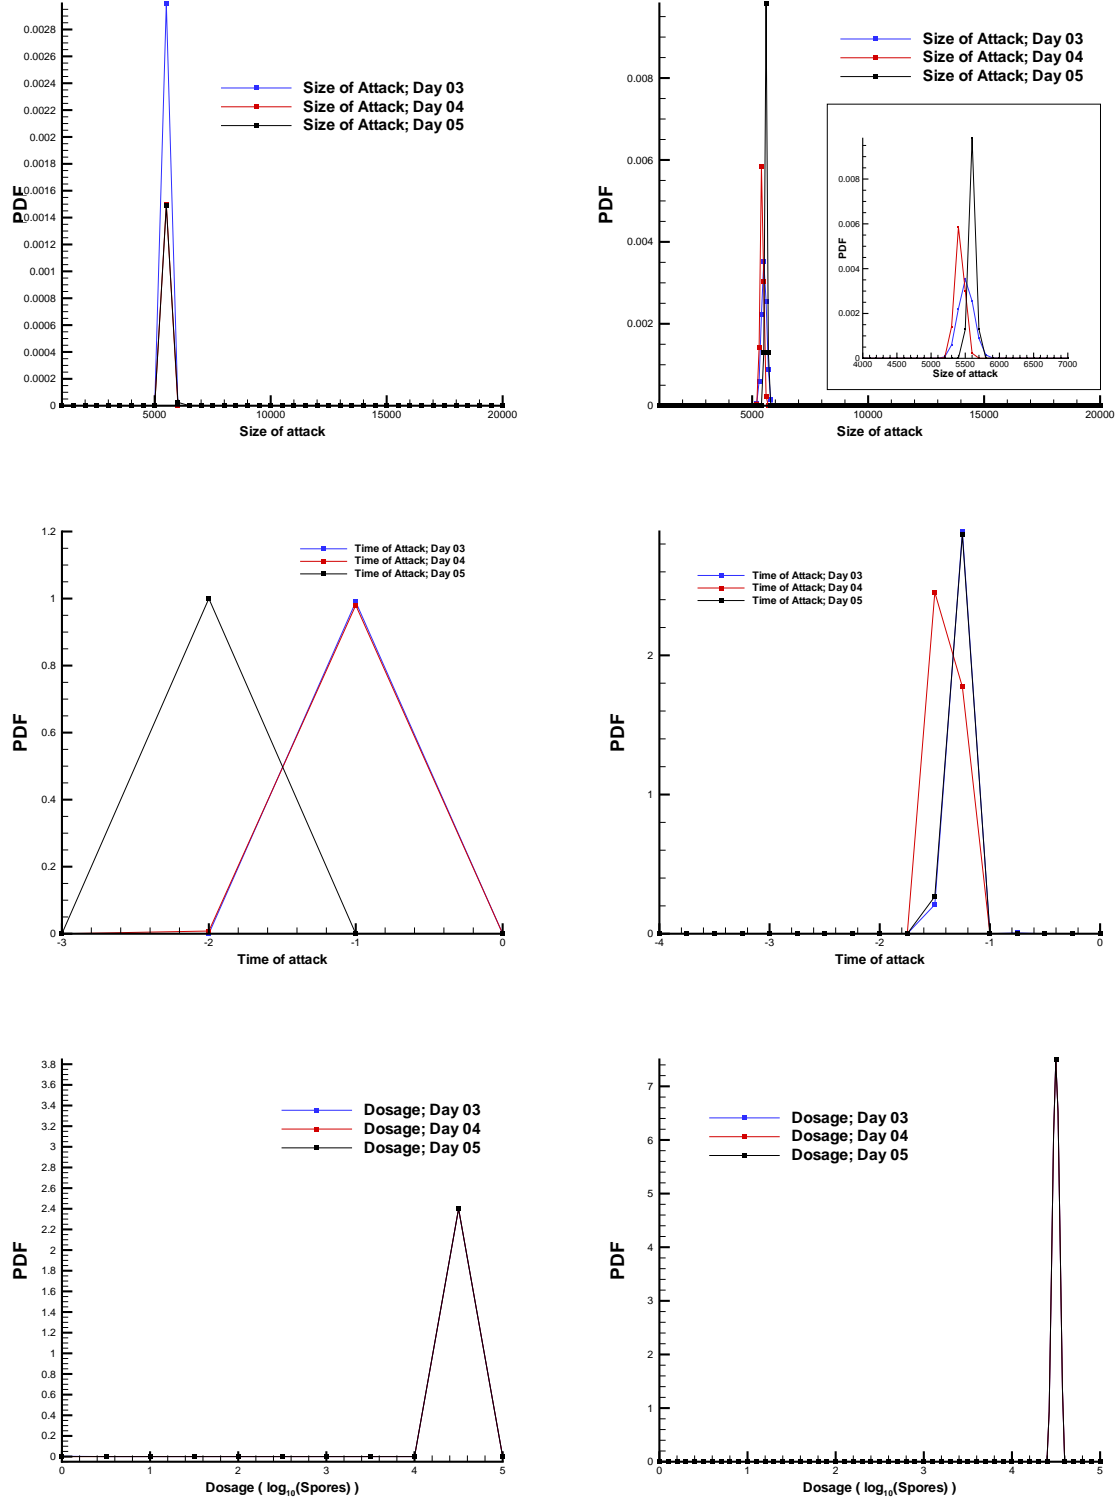 0.0028
0.0026
0.0024
0.0022
0.002
0.0018
0.0016
0.0014
0.0012
0.001
0.0008
0.0006
0.0004
0.0002
0
PDF
Size of Attack; Day 03
Size of Attack; Day 04
Size of Attack; Day 05
5000 10000 15000 20000
Size of attack
0.008
0.006
0.004
0.002
0
PDF
Size of Attack; Day 03
Size of Attack; Day 04
Size of Attack; Day 05
0.008
0.006
0.004
0.002
0
PDF
4000 4500 5000 5500 6000 6500 7000
Size of attack
5000 10000 15000 20000
Size of attack
1.2
1
0.8
0.6
0.4
0.2
0
PDF
Time of Attack; Day 03
Time of Attack; Day 04
Time of Attack; Day 05
-3 -2 -1 0
Time of attack
2
1
0
PDF
Time of Attack; Day 03
Time of Attack; Day 04
Time of Attack; Day 05
-4 -3 -2 -1 0
Time of attack
3.8
3.6
3.4
3.2
3
2.8
2.6
2.4
2.2
2
1.8
1.6
1.4
1.2
1
0.8
0.6
0.4
0.2
0
PDF
Dosage; Day 03
Dosage; Day 04
Dosage; Day 05
0 1 2 3 4 5
Dosage ( log10(Spores) )
7
6
5
4
3
2
1
0
PDF
Dosage; Day 03
Dosage; Day 04
Dosage; Day 05
0 1 2 3 4 5
Dosage ( log10(Spores) )